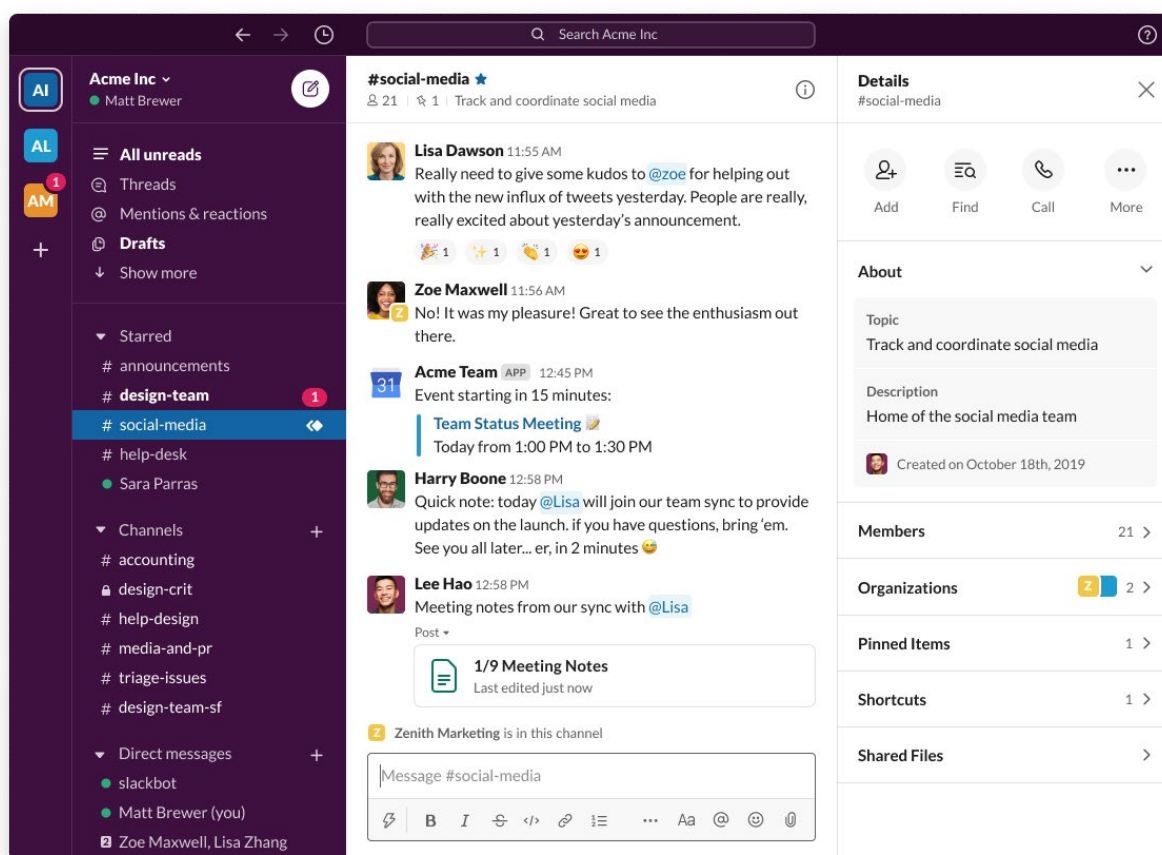 Search Acme Inc
AI
AL
1
AM
Acme Inc
Matt Brewer
All unreads
Threads
Mentions & reactions
Drafts
Show more
Starred
# announcements
# design-team 1
# social-media
# help-desk
Sara Parras
Channels +
# accounting
design-crit
# help-design
# media-and-pr
# triage-issues
# design-team-sf
Direct messages +
slackbot
Matt Brewer (you)
2 Zoe Maxwell, Lisa Zhang
#social-media
21 | 1 | Track and coordinate social media
Lisa Dawson 11:55 AM
Really need to give some kudos to @zoe for helping out
with the new influx of tweets yesterday. People are really,
really excited about yesterday’s announcement.
🎉 1 ✨ 1 👏 1 😍 1
Zoe Maxwell 11:56 AM
Z
No! It was my pleasure! Great to see the enthusiasm out
there.
31
Acme Team APP 12:45 PM
Event starting in 15 minutes:
Team Status Meeting 📝
Today from 1:00 PM to 1:30 PM
Harry Boone 12:58 PM
Quick note: today @Lisa will join our team sync to provide
updates on the launch. if you have questions, bring ‘em.
See you all later... er, in 2 minutes 😅
Lee Hao 12:58 PM
Meeting notes from our sync with @Lisa
Post
1/9 Meeting Notes
Last edited just now
Z Zenith Marketing is in this channel
Message #social-media
B I S </> Aa @
Details
#social-media
Add Find Call More
About
Topic
Track and coordinate social media
Description
Home of the social media team
Created on October 18th, 2019
Members 21
Organizations Z 2
Pinned Items 1
Shortcuts 1
Shared Files